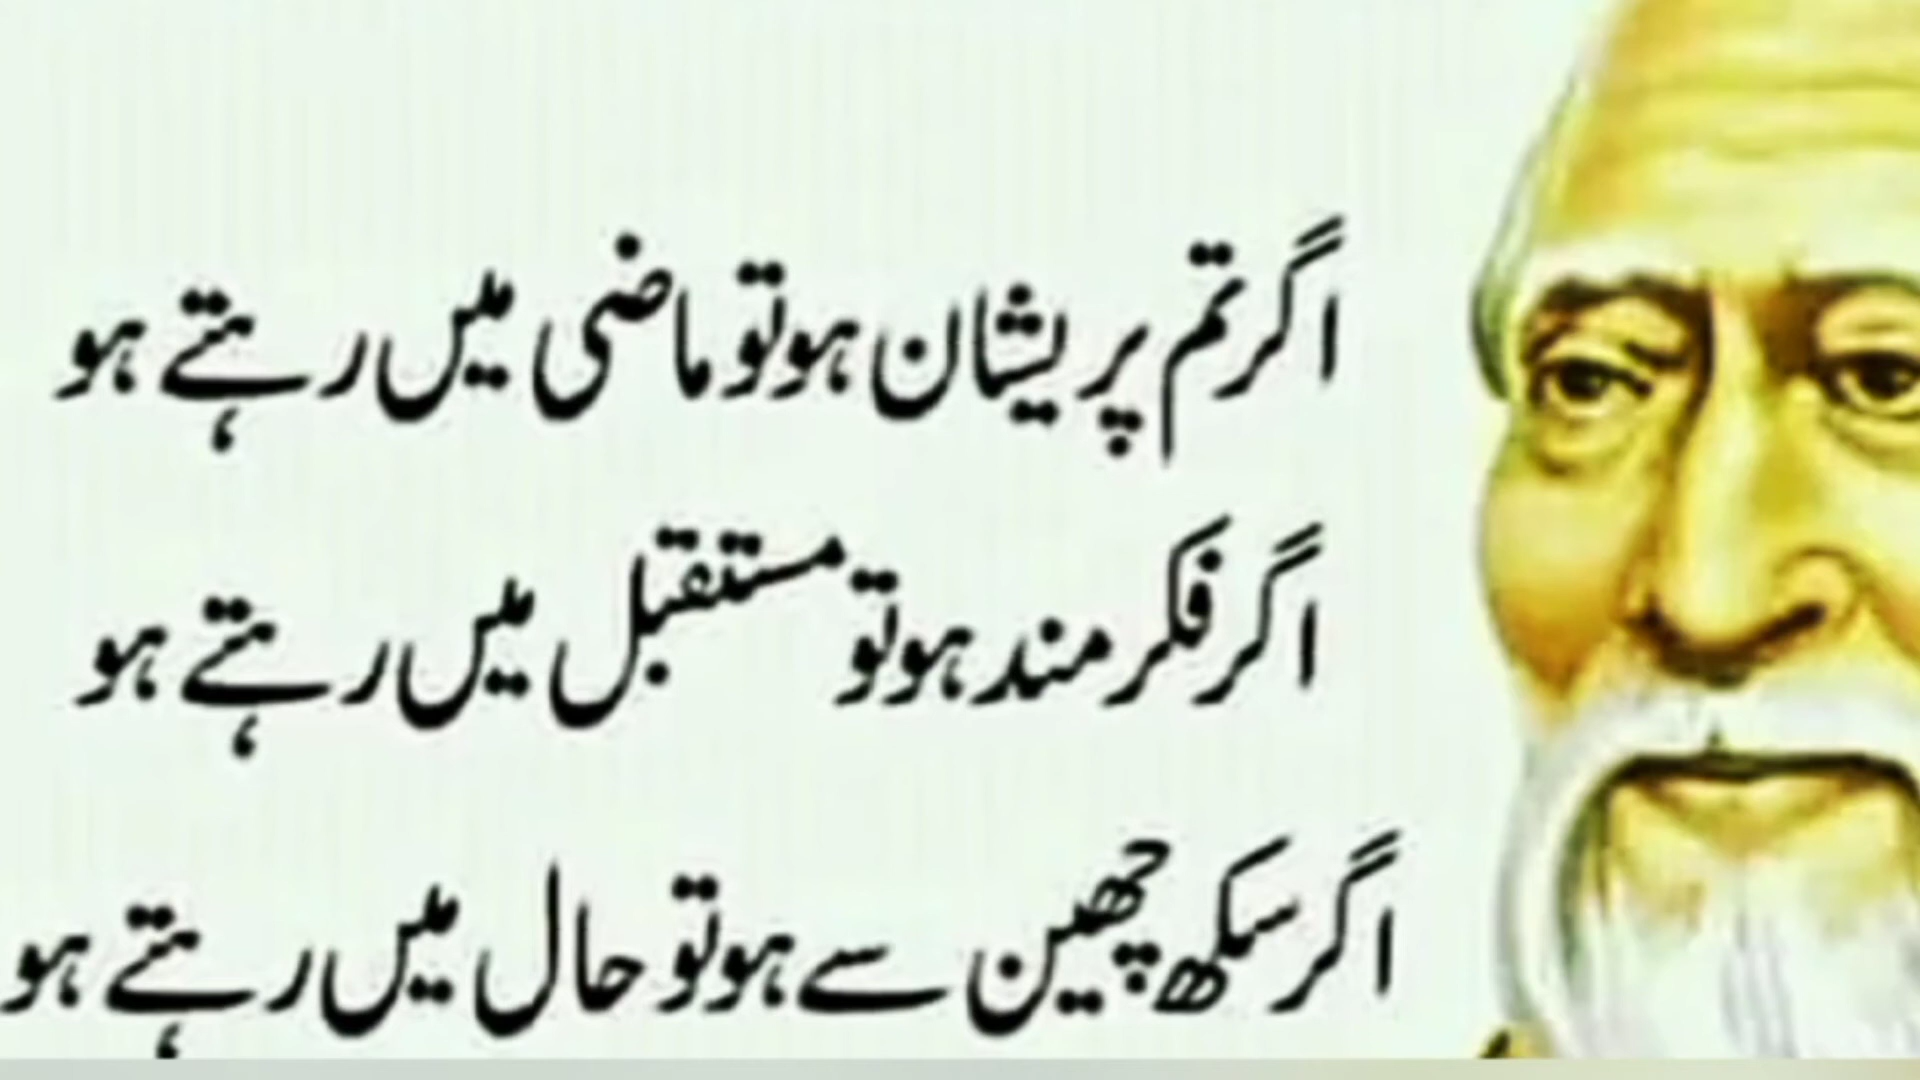 اگر تم پریشان ہو تو ماضی میں رہتے ہو
اگر فکر مند ہو تو مستقبل میں رہتے ہو
اگر سکھ چھین سے ہو تو حال میں رہتے ہو